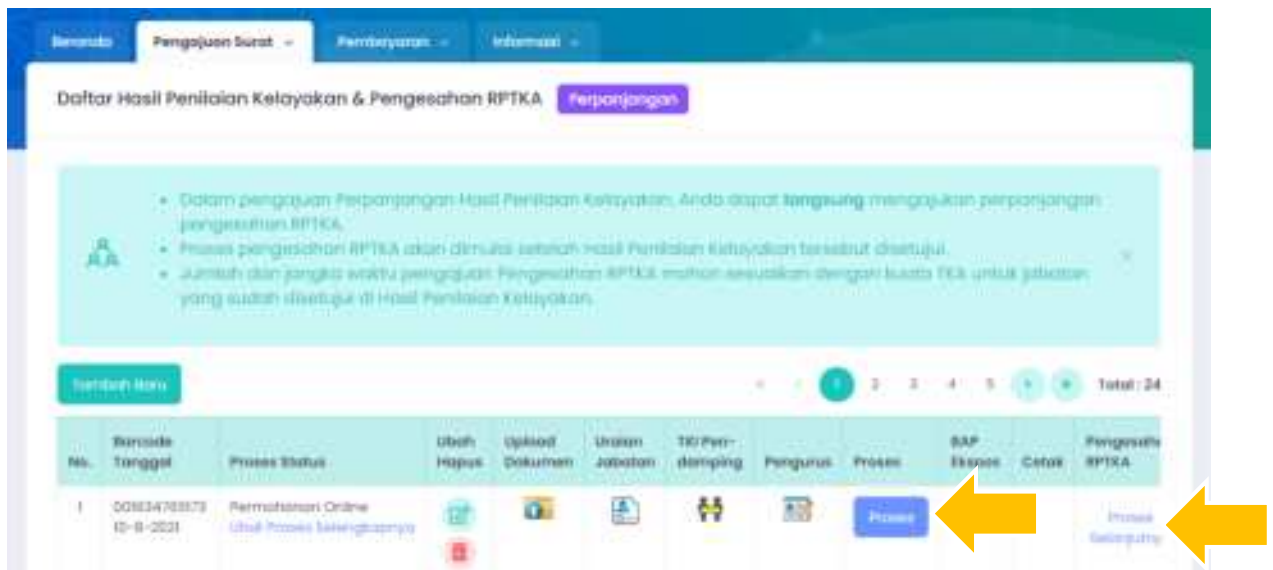 Beranda Pengajuan Surat Pembayaran Informasi
Daftar Hasil Penilaian Kelayakan & Pengesahan RPTKA Perpanjangan
Dalam pengajuan Perpanjangan Hasil Penilaian Kelayakan, Anda dapat langsung mengajukan perpanjangan
pengesahan RPTKA.
Proses pengesahan RPTKA akan dimulai setelah Hasil Penilaian Kelayakan tersebut disetujui.
Jumlah dan jangka waktu pengajuan Pengesahan RPTKA mohon sesuaikan dengan kuota TKA untuk jabatan
yang sudah disetujui di Hasil Penilaian Kelayakan.
Tambah Baru
1 2 3 4 5 Total : 24
No. Barcode Tanggal Proses Status Ubah Hapus Upload Dokumen Uraian Jabatan TKI Pen-damping Pengurus Proses BAP Ekspos Cetak Pengesaha RPTKA
1 Permohonan Online Proses Proses
10-8-2021 Lihat Proses Selengkapnya Selanjutny